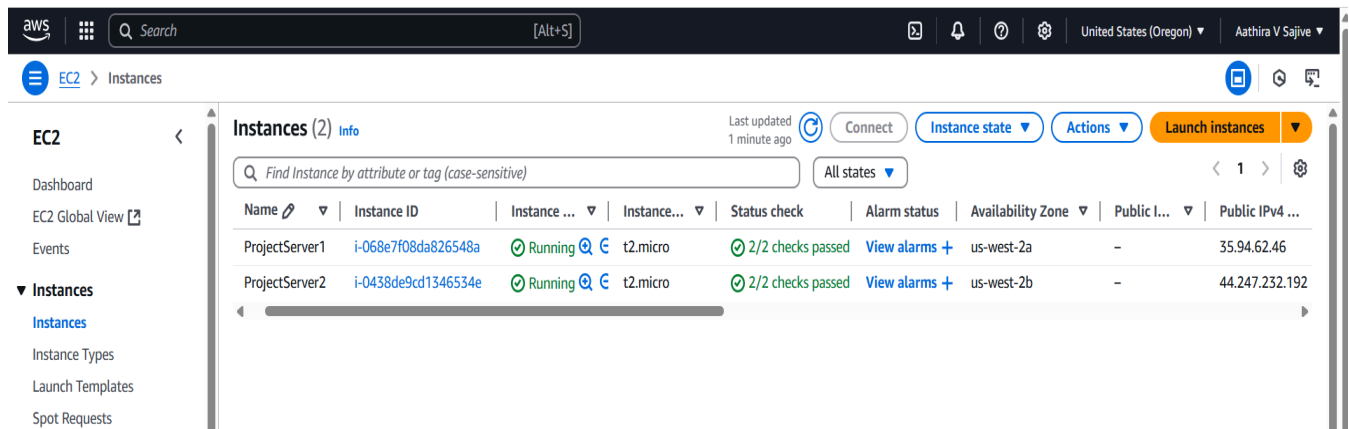 aws Search [Alt+S] United States (Oregon) ▼ Aathira V Sajive ▼
EC2 > Instances
EC2
Dashboard
EC2 Global View
Events
▼ Instances
Instances
Instance Types
Launch Templates
Spot Requests
Instances (2) Info
Last updated
1 minute ago
Connect Instance state ▼ Actions ▼ Launch instances ▼
Find Instance by attribute or tag (case-sensitive) All states ▼ < 1 >
Name Instance ID Instance ... Instance... Status check Alarm status Availability Zone Public I... Public IPv4 ...
ProjectServer1 i-068e7f08da826548a Running t2.micro 2/2 checks passed View alarms + us-west-2a – 35.94.62.46
ProjectServer2 i-0438de9cd1346534e Running t2.micro 2/2 checks passed View alarms + us-west-2b – 44.247.232.192